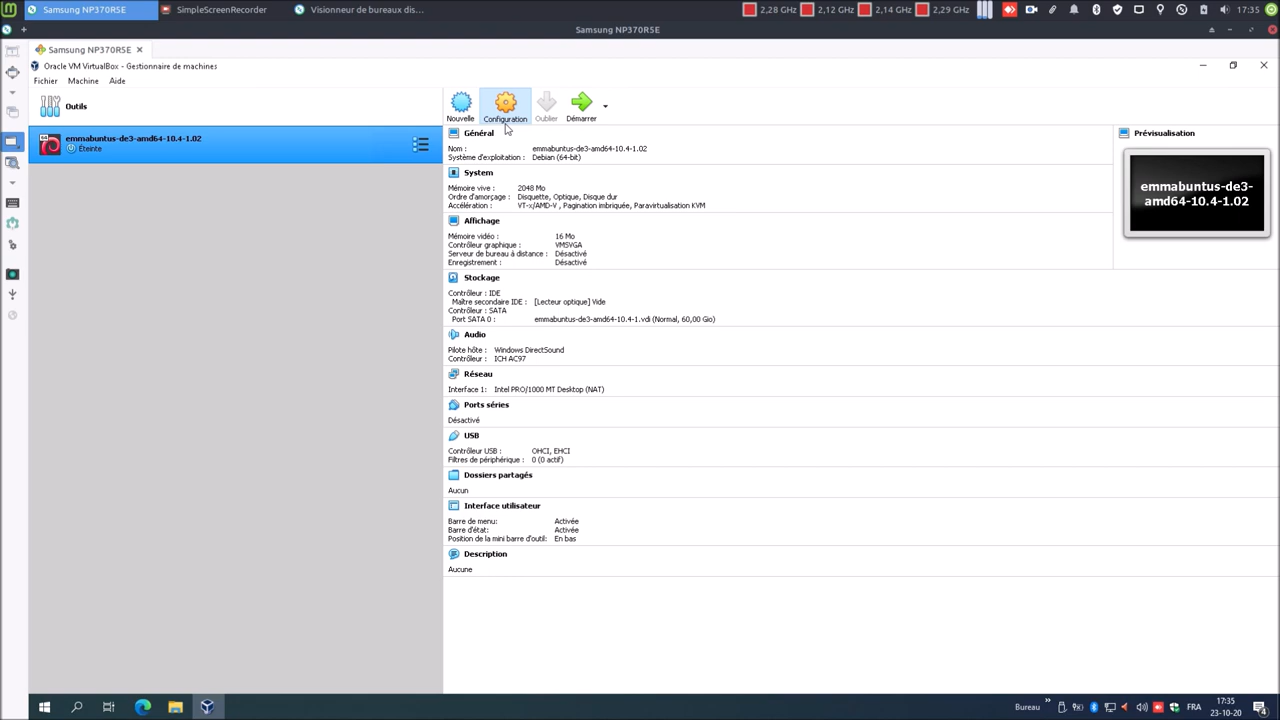 Samsung NP370R5E
SimpleScreenRecorder
Visionneur de bureaux dis...
2,28 GHz
2,12 GHz
2,14 GHz
2,29 GHz
17:35
Samsung NP370R5E
Samsung NP370R5E
Oracle VM VirtualBox - Gestionnaire de machines
Fichier Machine Aide
Outils
Nouvelle
Configuration
Oublier
Démarrer
64
emmabuntus-de3-amd64-10.4-1.02
Éteinte
Général
Nom : emmabuntus-de3-amd64-10.4-1.02
Système d'exploitation : Debian (64-bit)
System
Mémoire vive : 2048 Mo
Ordre d'amorçage : Disquette, Optique, Disque dur
Accélération : VT-x/AMD-V , Pagination imbriquée, Paravirtualisation KVM
Affichage
Mémoire vidéo : 16 Mo
Contrôleur graphique : VMSVGA
Serveur de bureau à distance : Désactivé
Enregistrement : Désactivé
Stockage
Contrôleur : IDE
Maître secondaire IDE : [Lecteur optique] Vide
Contrôleur : SATA
Port SATA 0 : emmabuntus-de3-amd64-10.4-1.vdi (Normal, 60,00 Gio)
Audio
Pilote hôte : Windows DirectSound
Contrôleur : ICH AC97
Réseau
Interface 1: Intel PRO/1000 MT Desktop (NAT)
Ports séries
Désactivé
USB
Contrôleur USB : OHCI, EHCI
Filtres de périphérique : 0 (0 actif)
Dossiers partagés
Aucun
Interface utilisateur
Barre de menu: Activée
Barre d'état: Activée
Position de la mini barre d'outil: En bas
Description
Aucune
Prévisualisation
emmabuntus-de3-
amd64-10.4-1.02
Bureau
FRA
17:35
23-10-20
4